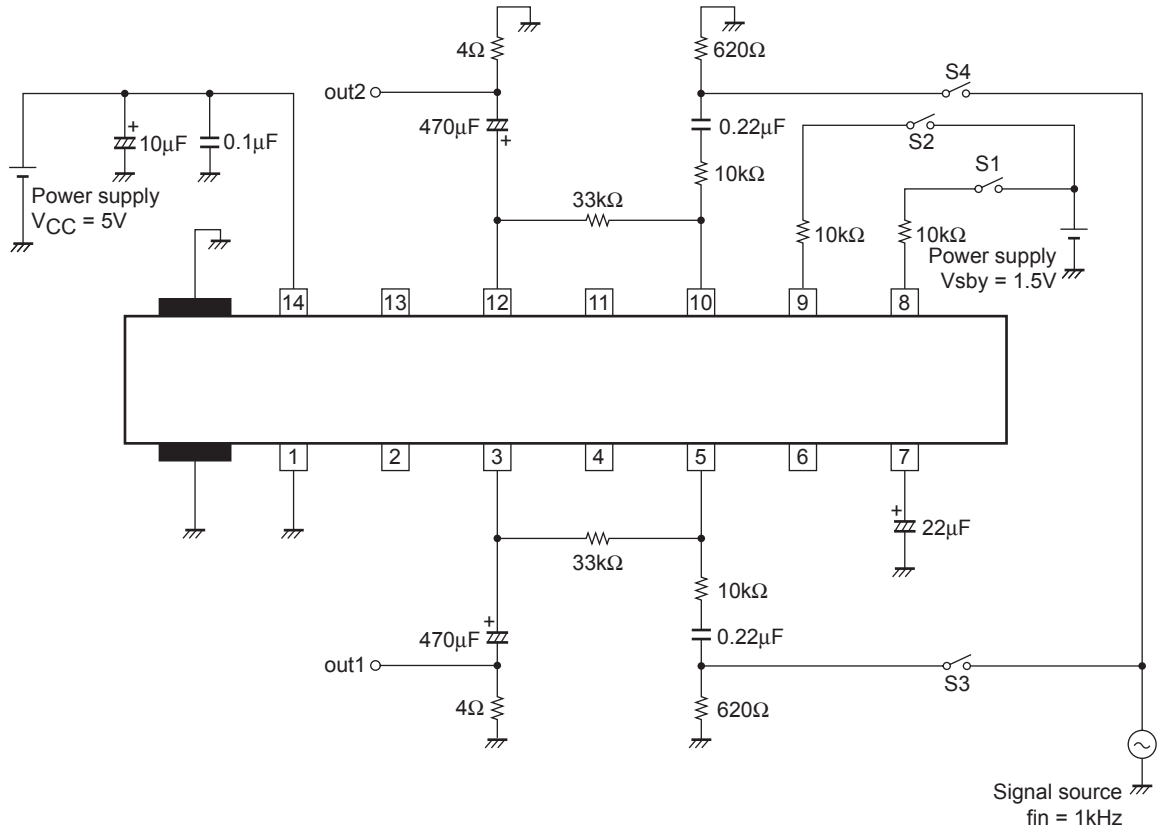 4Ω
620Ω
S4
out2
+
470μF
+
10μF
0.1μF
0.22μF
S2
10kΩ
S1
Power supply
VCC = 5V
33kΩ
10kΩ
10kΩ
Power supply
Vsby = 1.5V
14
13
12
11
10
9
8
1
2
3
4
5
6
7
+
22μF
33kΩ
10kΩ
+
470μF
0.22μF
out1
S3
4Ω
620Ω
Signal source
fin = 1kHz